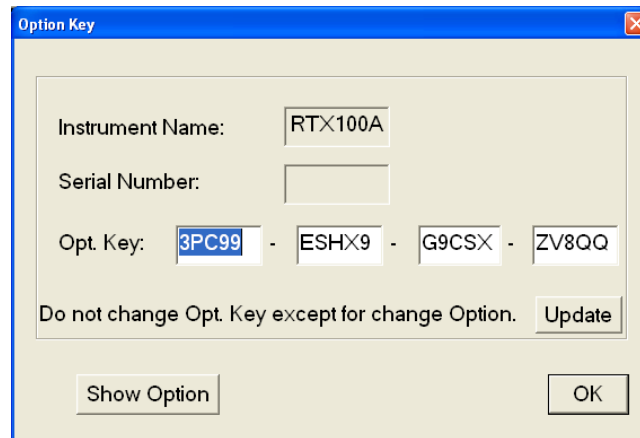 Option Key
Instrument Name: RTX100A
Serial Number:
Opt. Key: 3PC99 - ESHX9 - G9CSX - ZV8QQ
Do not change Opt. Key except for change Option. Update
Show Option OK